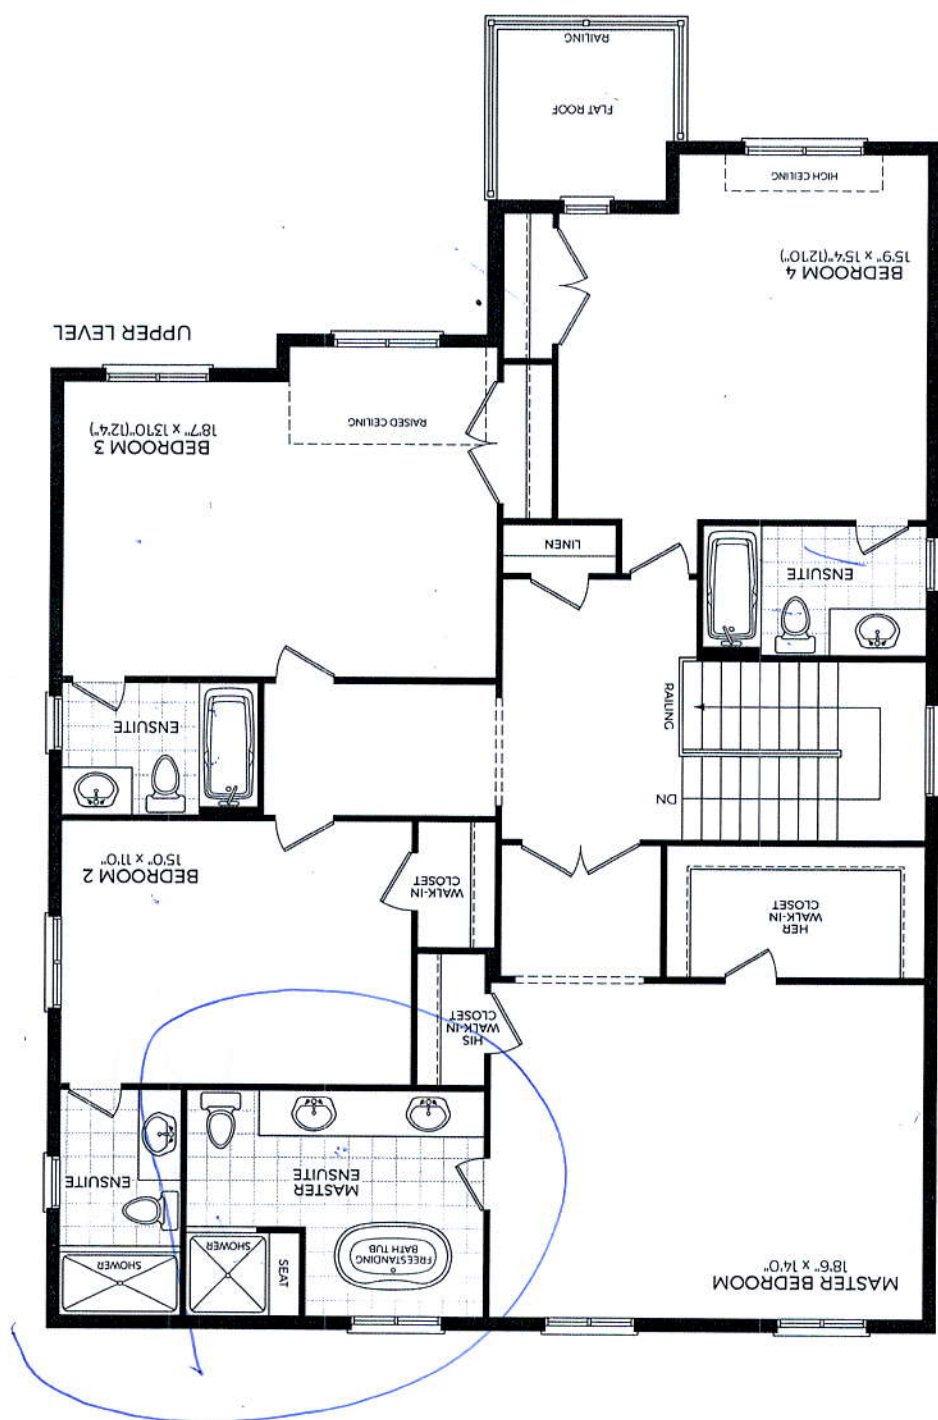 MASTER BEDROOM
18'6" x 14'0"
FREESTANDING
BATH TUB
SEAT
SHOWER
SHOWER
MASTER
ENSUITE
ENSUITE
HIS
WALK-IN
CLOSET
HER
WALK-IN
CLOSET
WALK-IN
CLOSET
BEDROOM 2
15'0" x 11'0"
DN
RAILING
ENSUITE
ENSUITE
LINEN
BEDROOM 3
18'7" x 13'10"(12'4")
RAISED CEILING
UPPER LEVEL
BEDROOM 4
15'9" x 15'4"(12'10")
HIGH CEILING
FLAT ROOF
RAILING